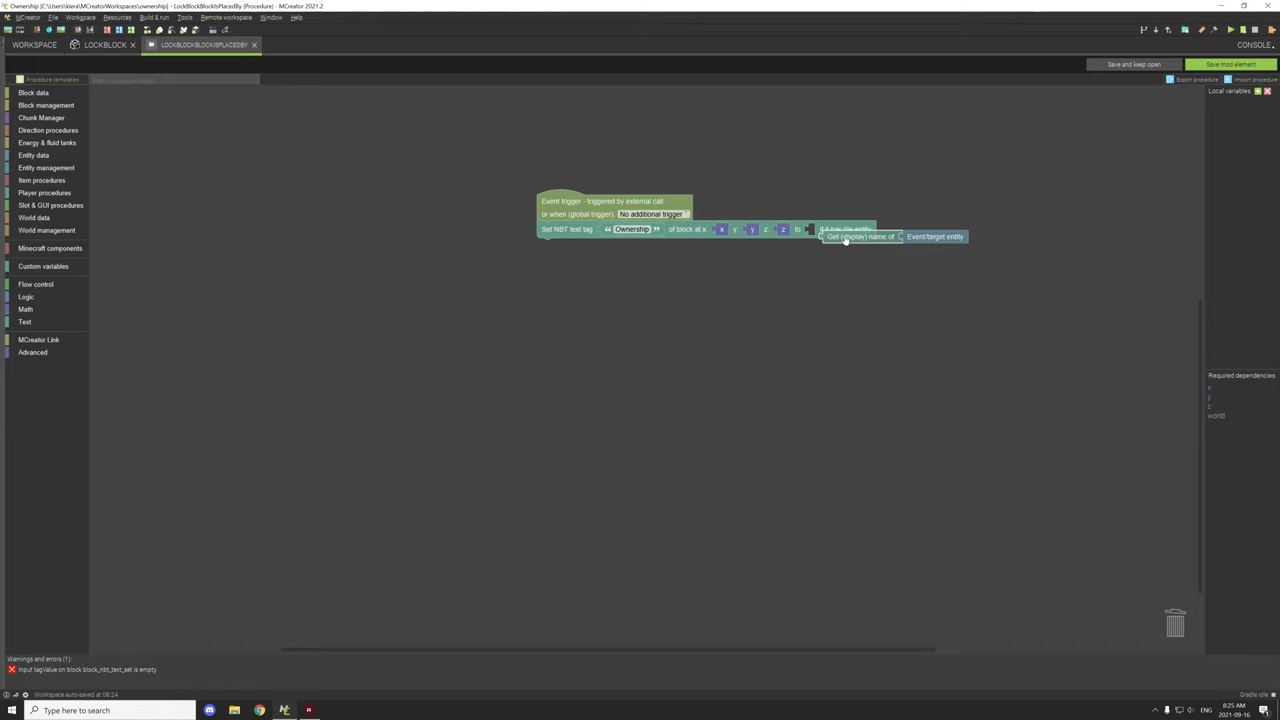 Ownership [C:\Users\kiera\MCreatorWorkspaces\ownership] - LockBlockBlockIsPlacedBy (Procedure) - MCreator 2021.2
MCreator File Workspace Resources Build & run Tools Remote workspace Window Help
WORKSPACE LOCKBLOCK LOCKBLOCKBLOCKISPLACEDBY CONSOLE
Save and keep open Save mod element
Procedure templates Export procedure Import procedure
Block data
Block management
Chunk Manager
Direction procedures
Energy & fluid tanks
Entity data
Entity management
Item procedures
Player procedures
Slot & GUI procedures
World data
World management
Minecraft components
Custom variables
Flow control
Logic
Math
Text
MCreator Link
Advanced
Event trigger - triggered by external call
or when (global trigger): No additional trigger
Set NBT text tag “ Ownership ” of block at x: x y: y z: z to
Get (display) name of Event/target entity
Local variables
Required dependencies
x
y
z
world
Warnings and errors (1):
Input tagValue on block block_nbt_text_set is empty.
Workspace auto-saved at 08:24
Gradle idle
Type here to search
ENG
8:25 AM
2021-09-16